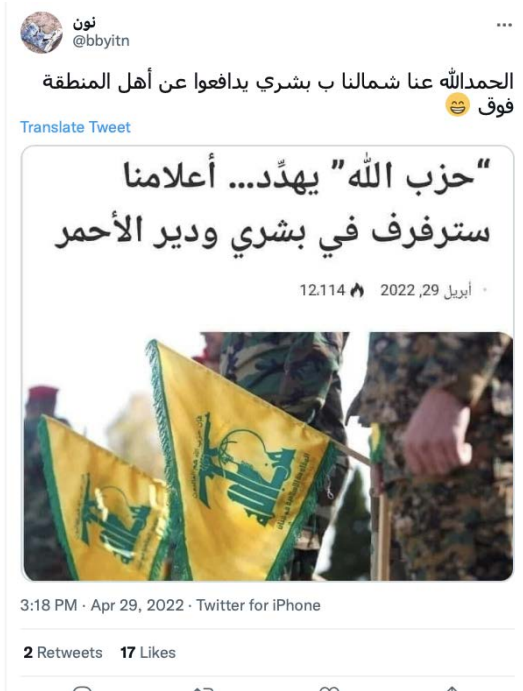 نون
@bbyitn
الحمدالله عنا شمالنا ب بشري يدافعوا عن أهل المنطقة
فوق 😄
Translate Tweet
“حزب الله” يهدِّد... أعلامنا
سترفرف في بشري ودير الأحمر
أبريل 29, 2022 12٬114
3:18 PM · Apr 29, 2022 · Twitter for iPhone
2 Retweets 17 Likes